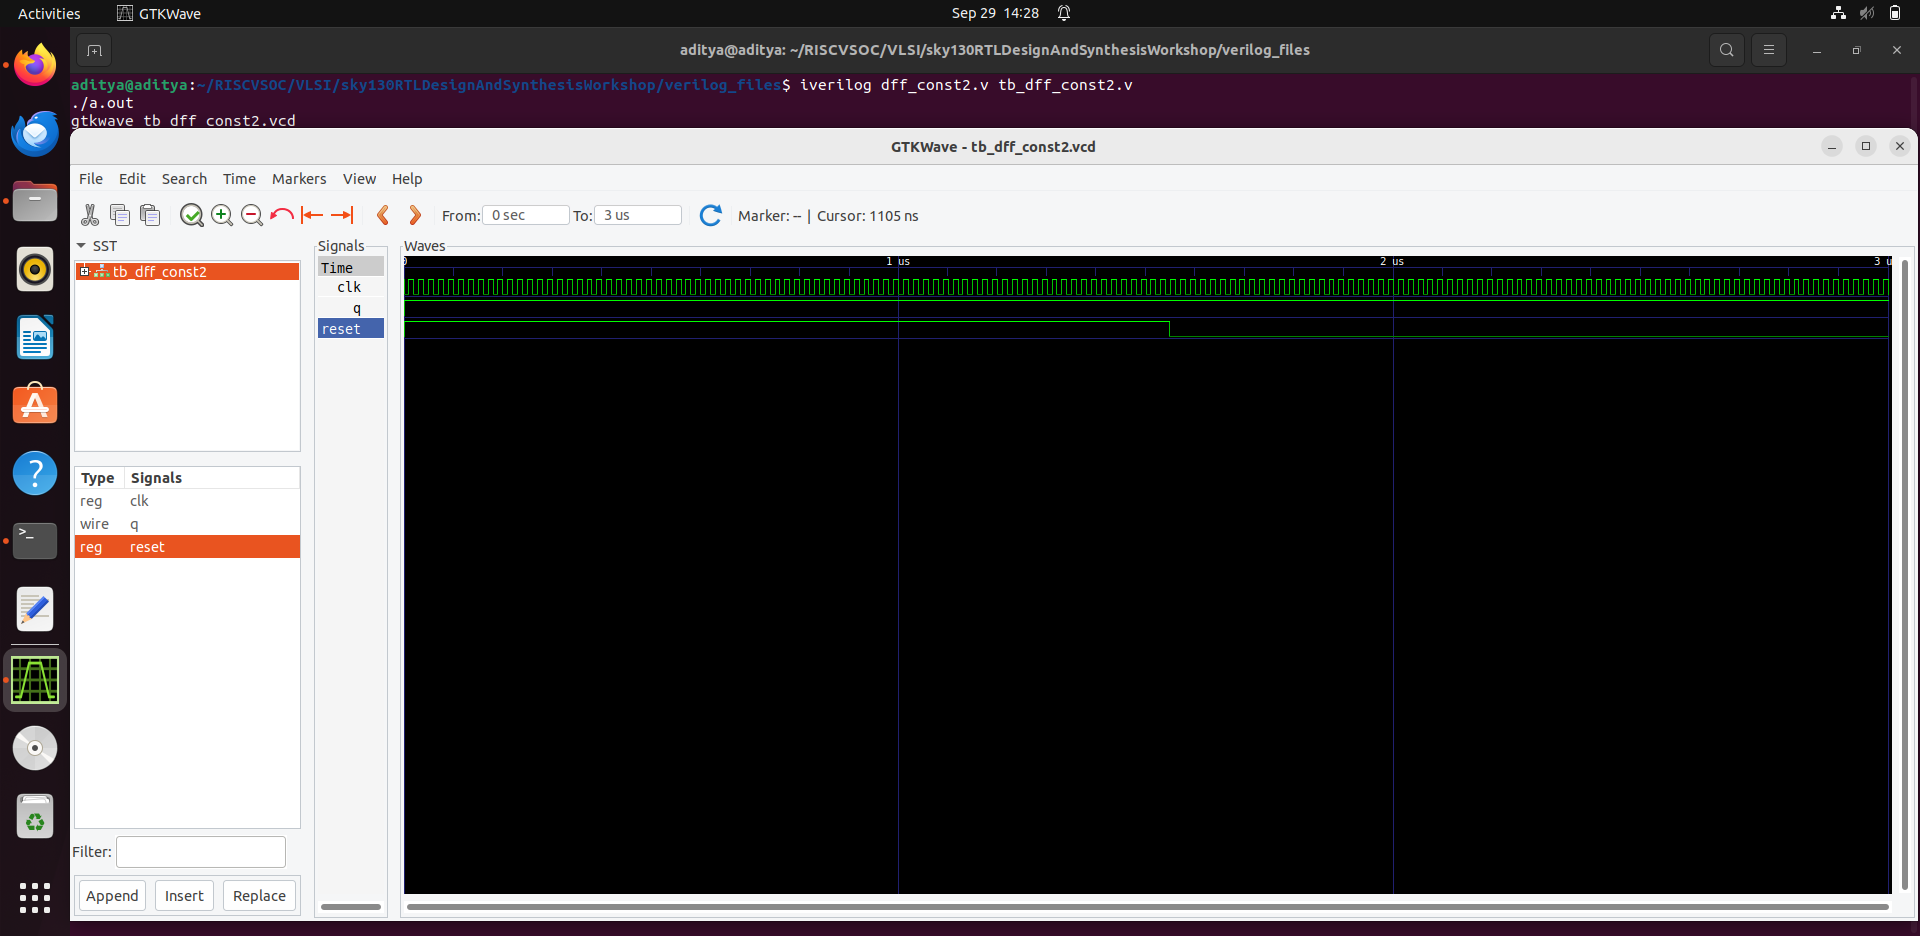 Activities GTKWave Sep 29 14:28
aditya@aditya: ~/RISCVSOC/VLSI/sky130RTLDesignAndSynthesisWorkshop/verilog_files
aditya@aditya:~/RISCVSOC/VLSI/sky130RTLDesignAndSynthesisWorkshop/verilog_files$ iverilog dff_const2.v tb_dff_const2.v
./a.out
gtkwave tb_dff_const2.vcd
GTKWave - tb_dff_const2.vcd
File Edit Search Time Markers View Help
From: 0 sec To: 3 us Marker: -- | Cursor: 1105 ns
SST
tb_dff_const2
Type Signals
reg clk
wire q
reg reset
Filter:
Append Insert Replace
Signals
Time
clk
q
reset
Waves
0 1 us 2 us 3 u